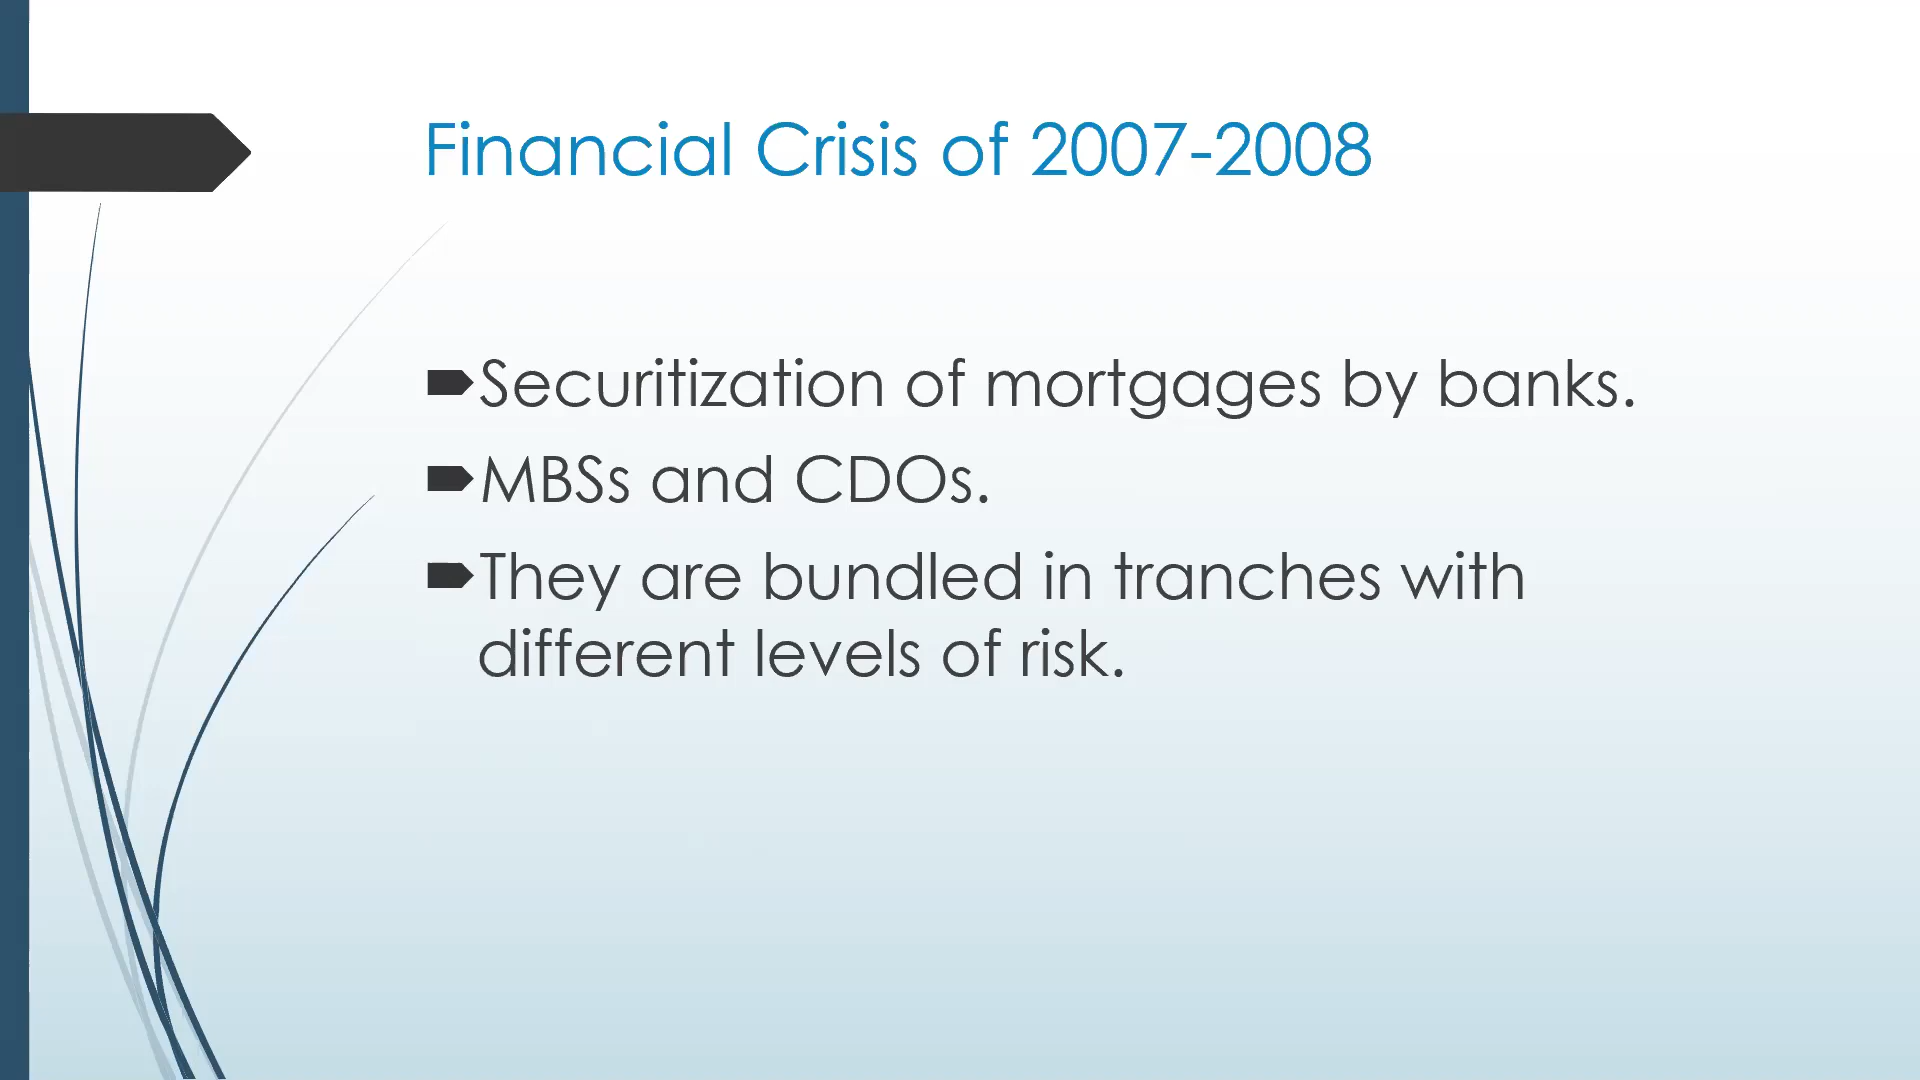 Financial Crisis of 2007-2008
Securitization of mortgages by banks.
MBSs and CDOs.
They are bundled in tranches with
different levels of risk.